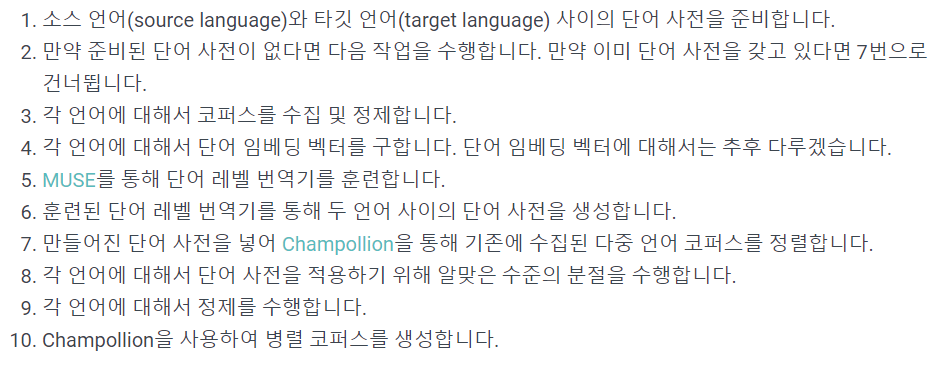 1. 소스 언어(source language)와 타깃 언어(target language) 사이의 단어 사전을 준비합니다.
2. 만약 준비된 단어 사전이 없다면 다음 작업을 수행합니다. 만약 이미 단어 사전을 갖고 있다면 7번으로
건너뜁니다.
3. 각 언어에 대해서 코퍼스를 수집 및 정제합니다.
4. 각 언어에 대해서 단어 임베딩 벡터를 구합니다. 단어 임베딩 벡터에 대해서는 추후 다루겠습니다.
5. MUSE를 통해 단어 레벨 번역기를 훈련합니다.
6. 훈련된 단어 레벨 번역기를 통해 두 언어 사이의 단어 사전을 생성합니다.
7. 만들어진 단어 사전을 넣어 Champollion을 통해 기존에 수집된 다중 언어 코퍼스를 정렬합니다.
8. 각 언어에 대해서 단어 사전을 적용하기 위해 알맞은 수준의 분절을 수행합니다.
9. 각 언어에 대해서 정제를 수행합니다.
10. Champollion을 사용하여 병렬 코퍼스를 생성합니다.